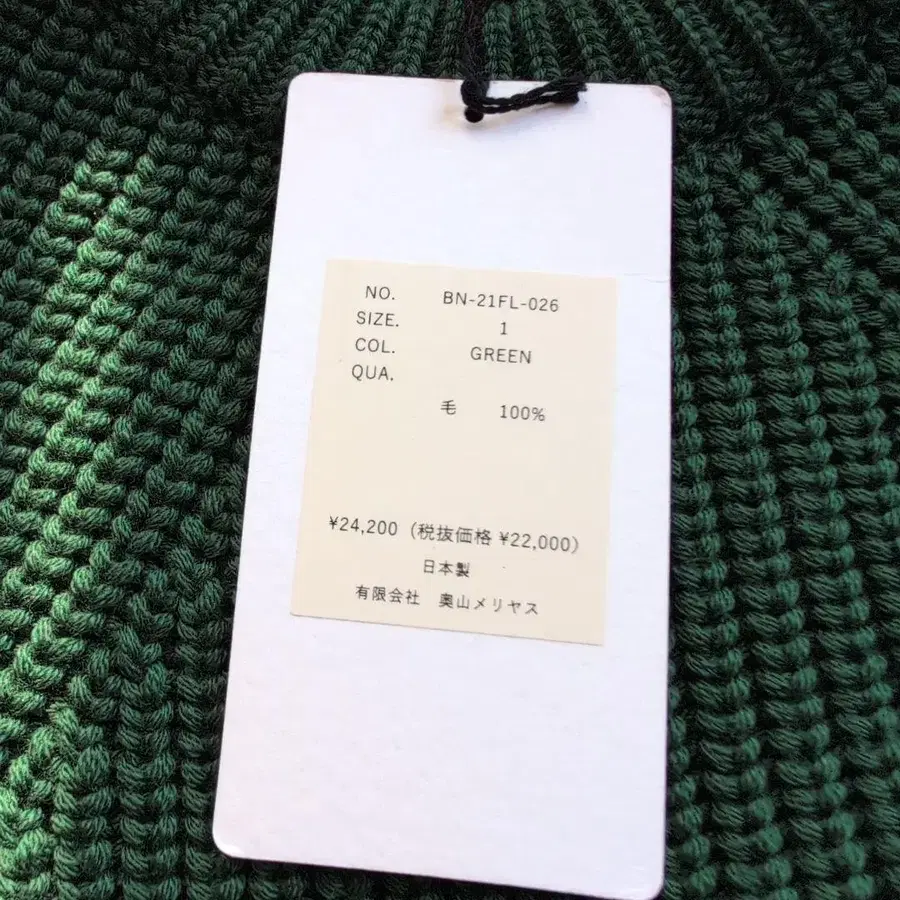 NO. BN-21FL-026
SIZE. 1
COL. GREEN
QUA.
毛 100%
¥24,200（税抜価格 ¥22,000）
日本製
有限会社 奥山メリヤス